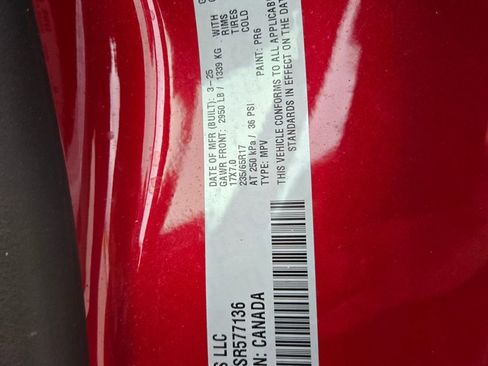 DATE OF MFR (BUILT): 3-25
GAWR FRONT: 2950 LB / 1339 KG WITH
17X7.0 RIMS
235/65R17 TIRES
AT 250 kPa / 36 PSI COLD
TYPE: MPV PAINT: PR6
THIS VEHICLE CONFORMS TO ALL APPLICAB
STANDARDS IN EFFECT ON THE DAT
S LLC
SR577136
N: CANADA